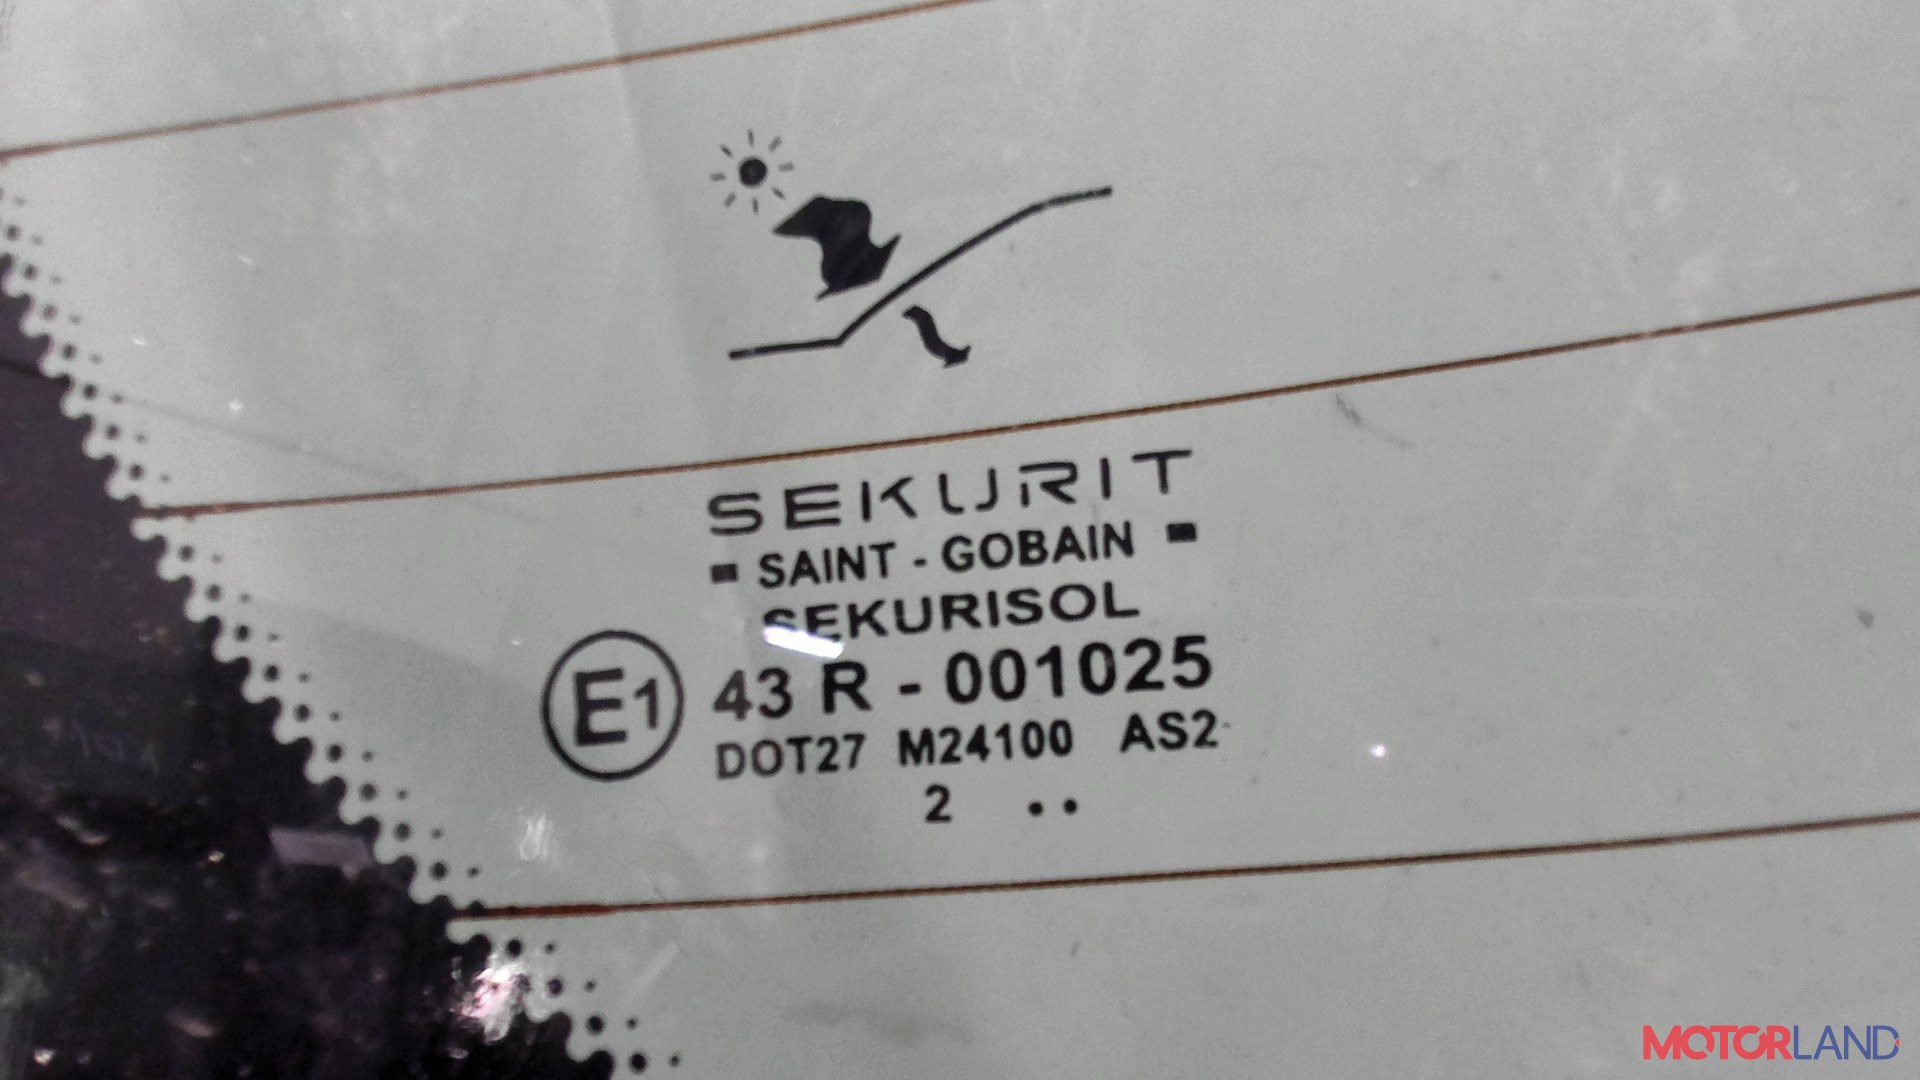 SEKURIT
SAINT - GOBAIN
SEKURISOL
E1 43 R - 001025
DOT27 M24100 AS2
2 ..
MOTORLAND